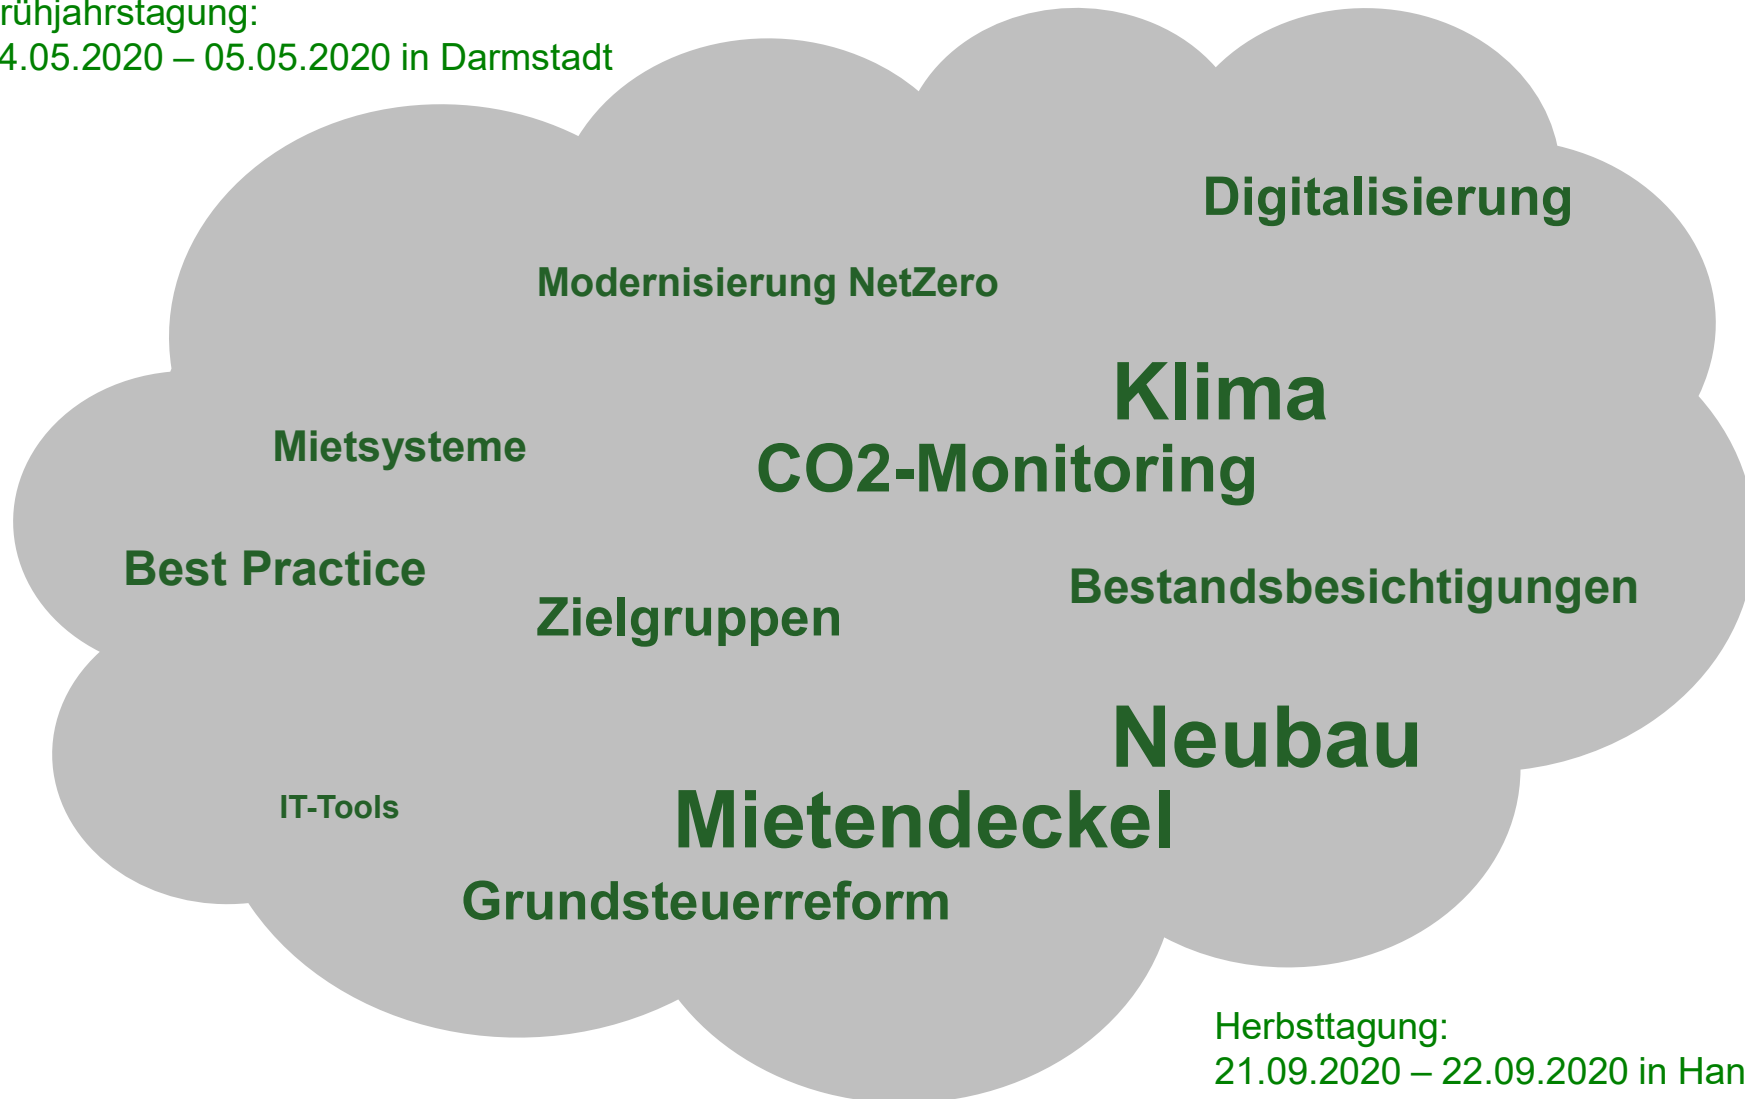 rühjahrstagung:
4.05.2020 – 05.05.2020 in Darmstadt
Digitalisierung
Modernisierung NetZero
Klima
Mietsysteme
CO2-Monitoring
Best Practice
Bestandsbesichtigungen
Zielgruppen
Neubau
IT-Tools
Mietendeckel
Grundsteuerreform
Herbsttagung:
21.09.2020 – 22.09.2020 in Han